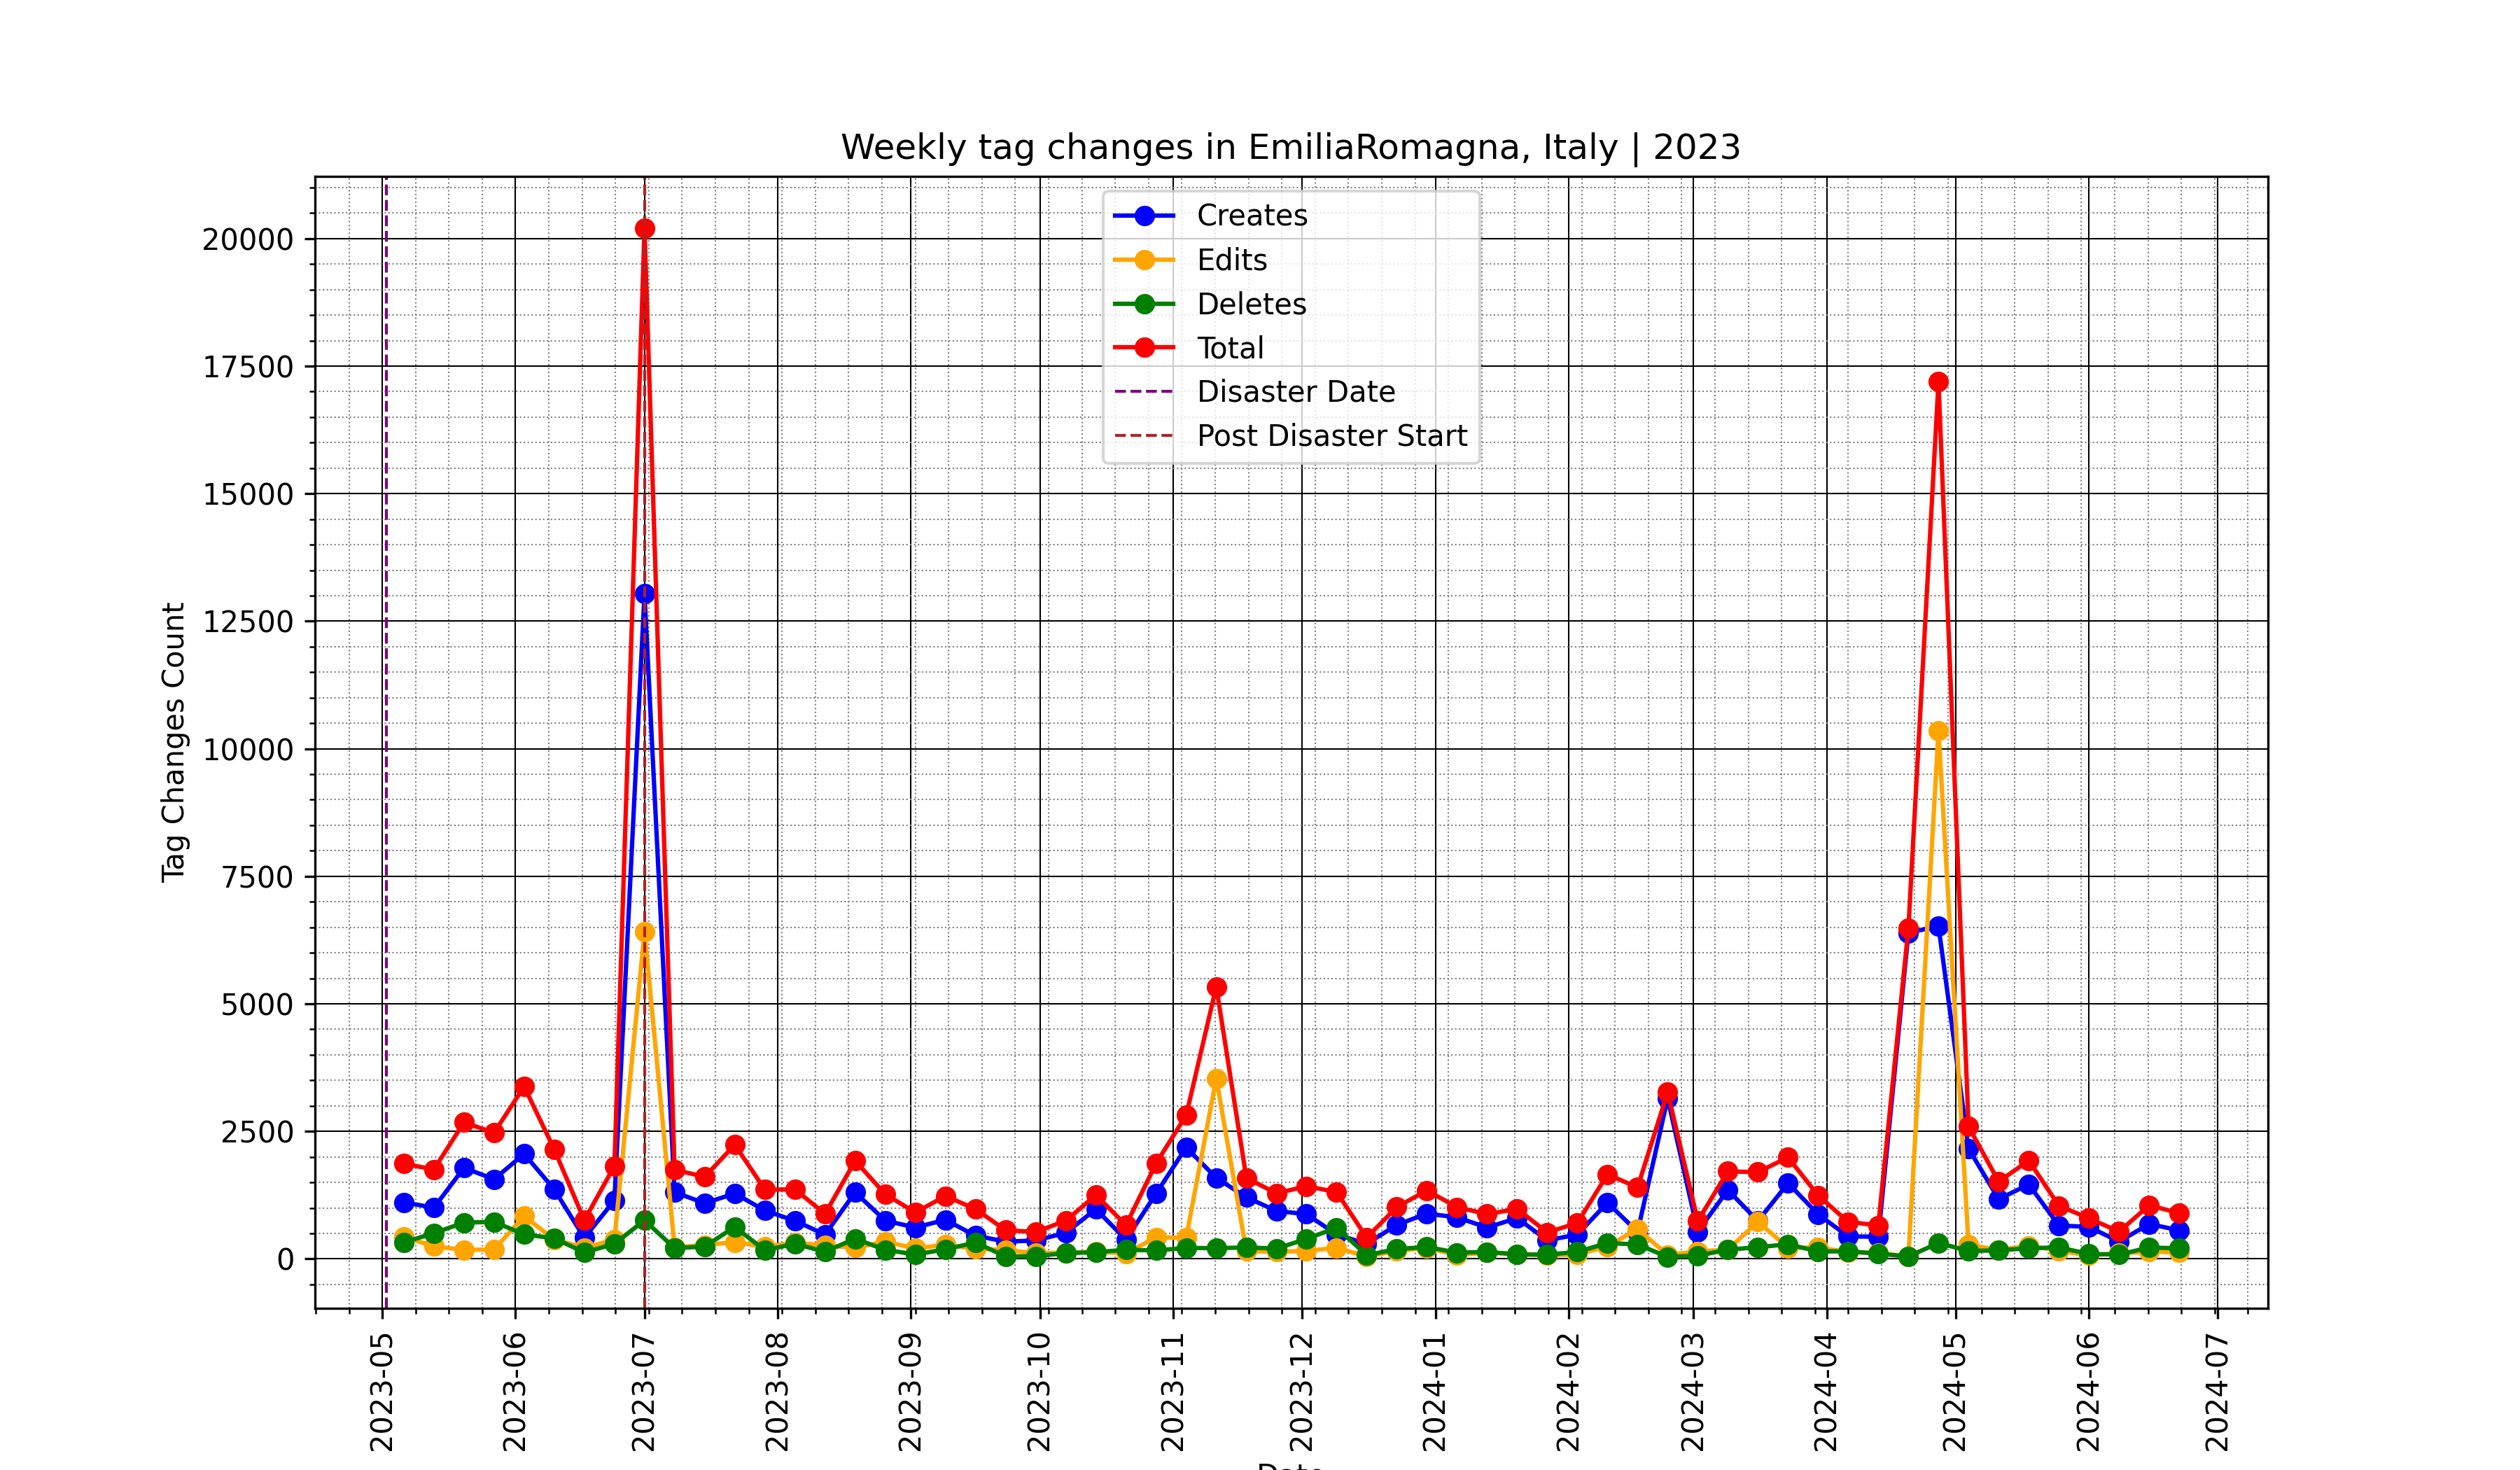 Weekly tag changes in EmiliaRomagna, Italy | 2023
Creates
Edits
Deletes
Total
Disaster Date
Post Disaster Start
Tag Changes Count
20000
17500
15000
12500
10000
7500
5000
2500
0
2023-05
2023-06
2023-07
2023-08
2023-09
2023-10
2023-11
2023-12
2024-01
2024-02
2024-03
2024-04
2024-05
2024-06
2024-07
Date